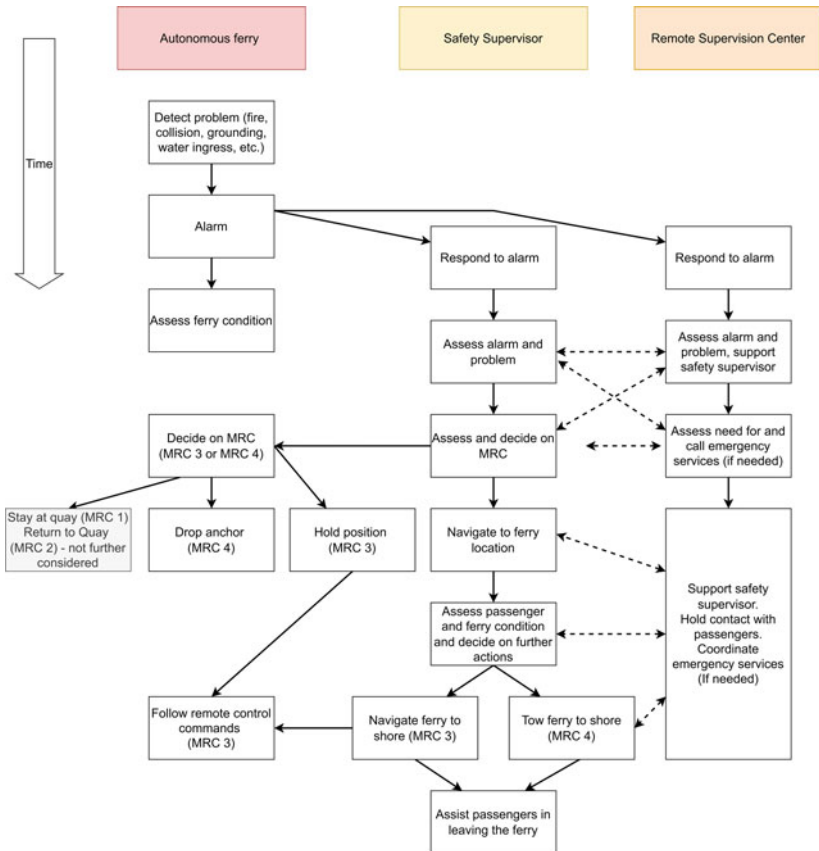 Autonomous ferry
Safety Supervisor
Remote Supervision Center
Time
Detect problem (fire,
collision, grounding,
water ingress, etc.)
Alarm
Respond to alarm
Respond to alarm
Assess ferry condition
Assess alarm and
problem
Assess alarm and
problem, support
safety supervisor
Decide on MRC
(MRC 3 or MRC 4)
Assess and decide on
MRC
Assess need for and
call emergency
services (if needed)
Stay at quay (MRC 1)
Return to Quay
(MRC 2) - not further
considered
Drop anchor
(MRC 4)
Hold position
(MRC 3)
Navigate to ferry
location
Support safety
supervisor.
Hold contact with
passengers.
Coordinate
emergency services
(If needed)
Assess passenger
and ferry condition
and decide on further
actions
Follow remote control
commands
(MRC 3)
Navigate ferry to
shore (MRC 3)
Tow ferry to shore
(MRC 4)
Assist passengers in
leaving the ferry